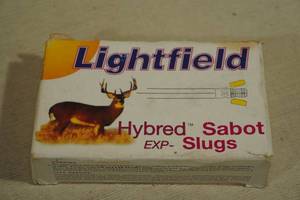 Lightfield
Hybred™ Sabot
EXP- Slugs